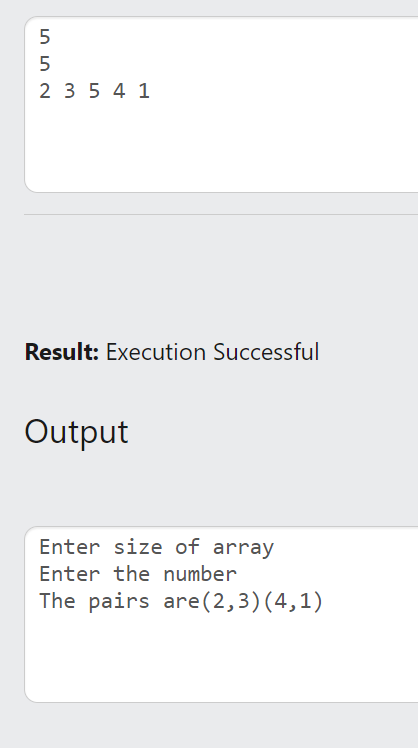 5
5
2 3 5 4 1
Result: Execution Successful
Output
Enter size of array
Enter the number
The pairs are(2,3)(4,1)